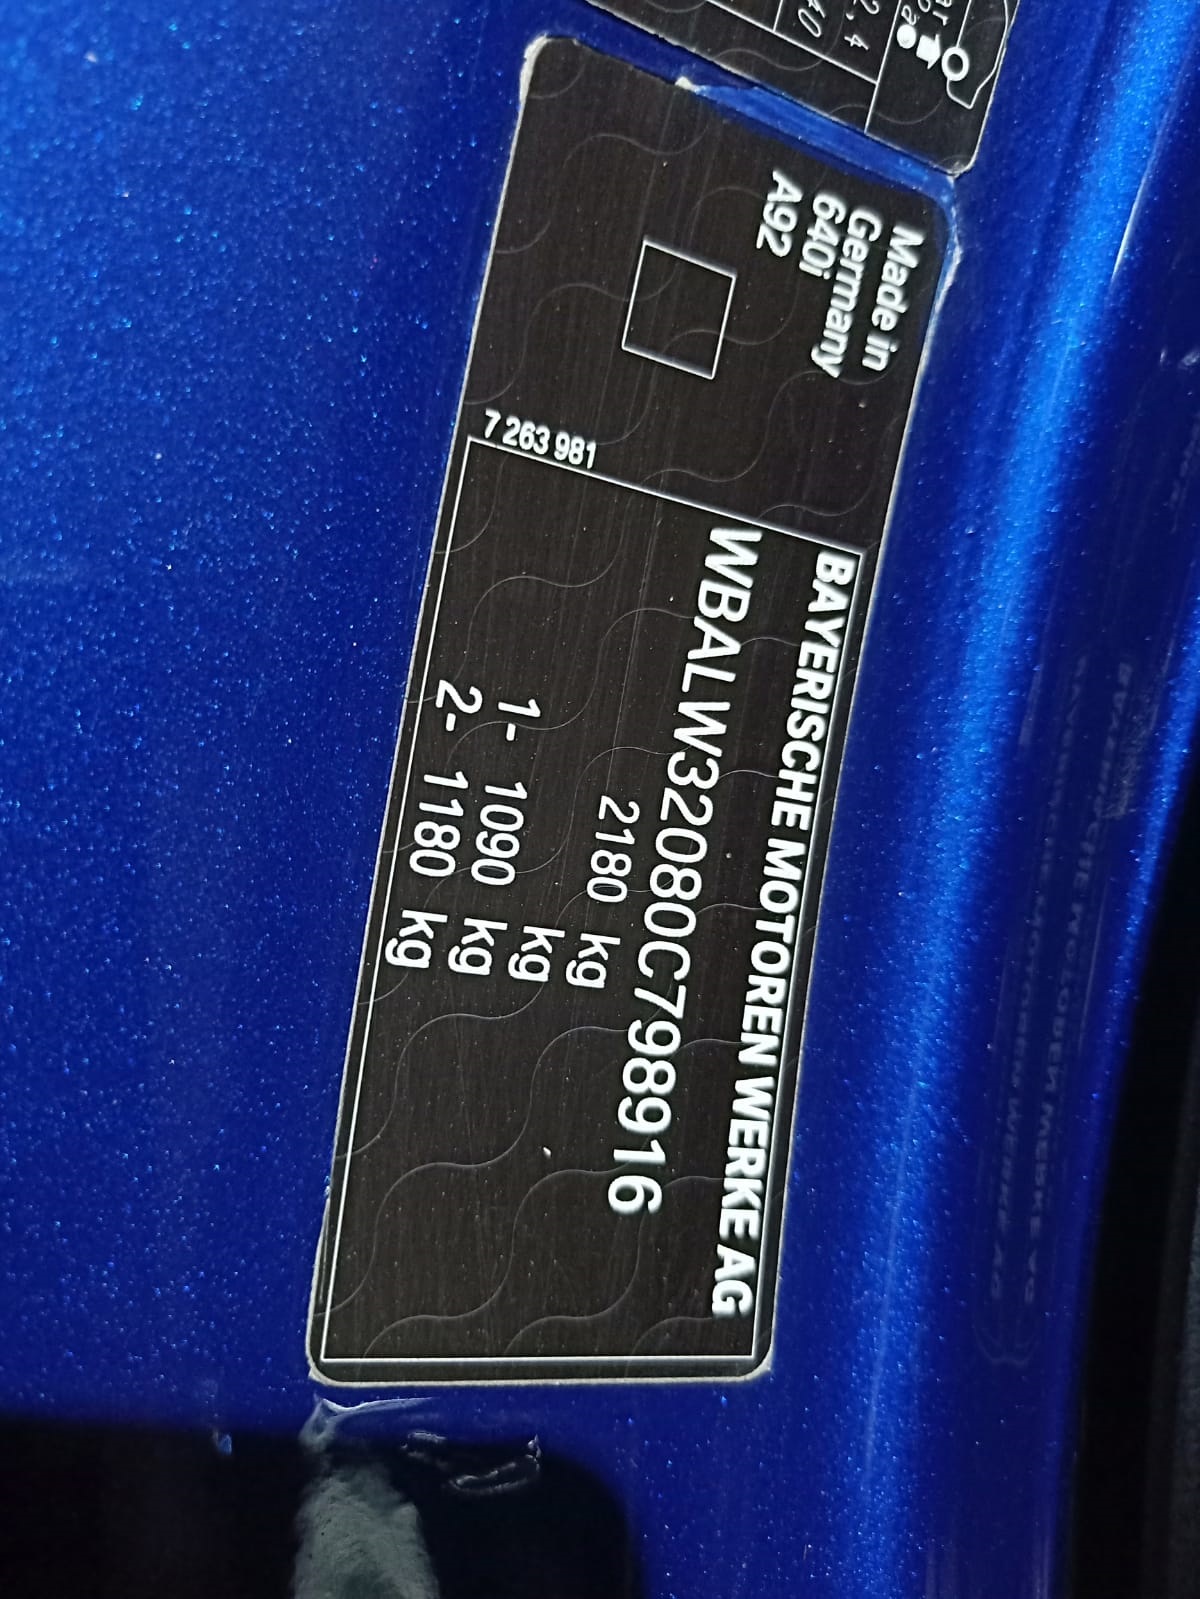 Made in
Germany
640i
A92
7 263 981
BAYERISCHE MOTOREN WERKE AG
WBALW32080C798916
2180 kg
kg
1- 1090 kg
2- 1180 kg